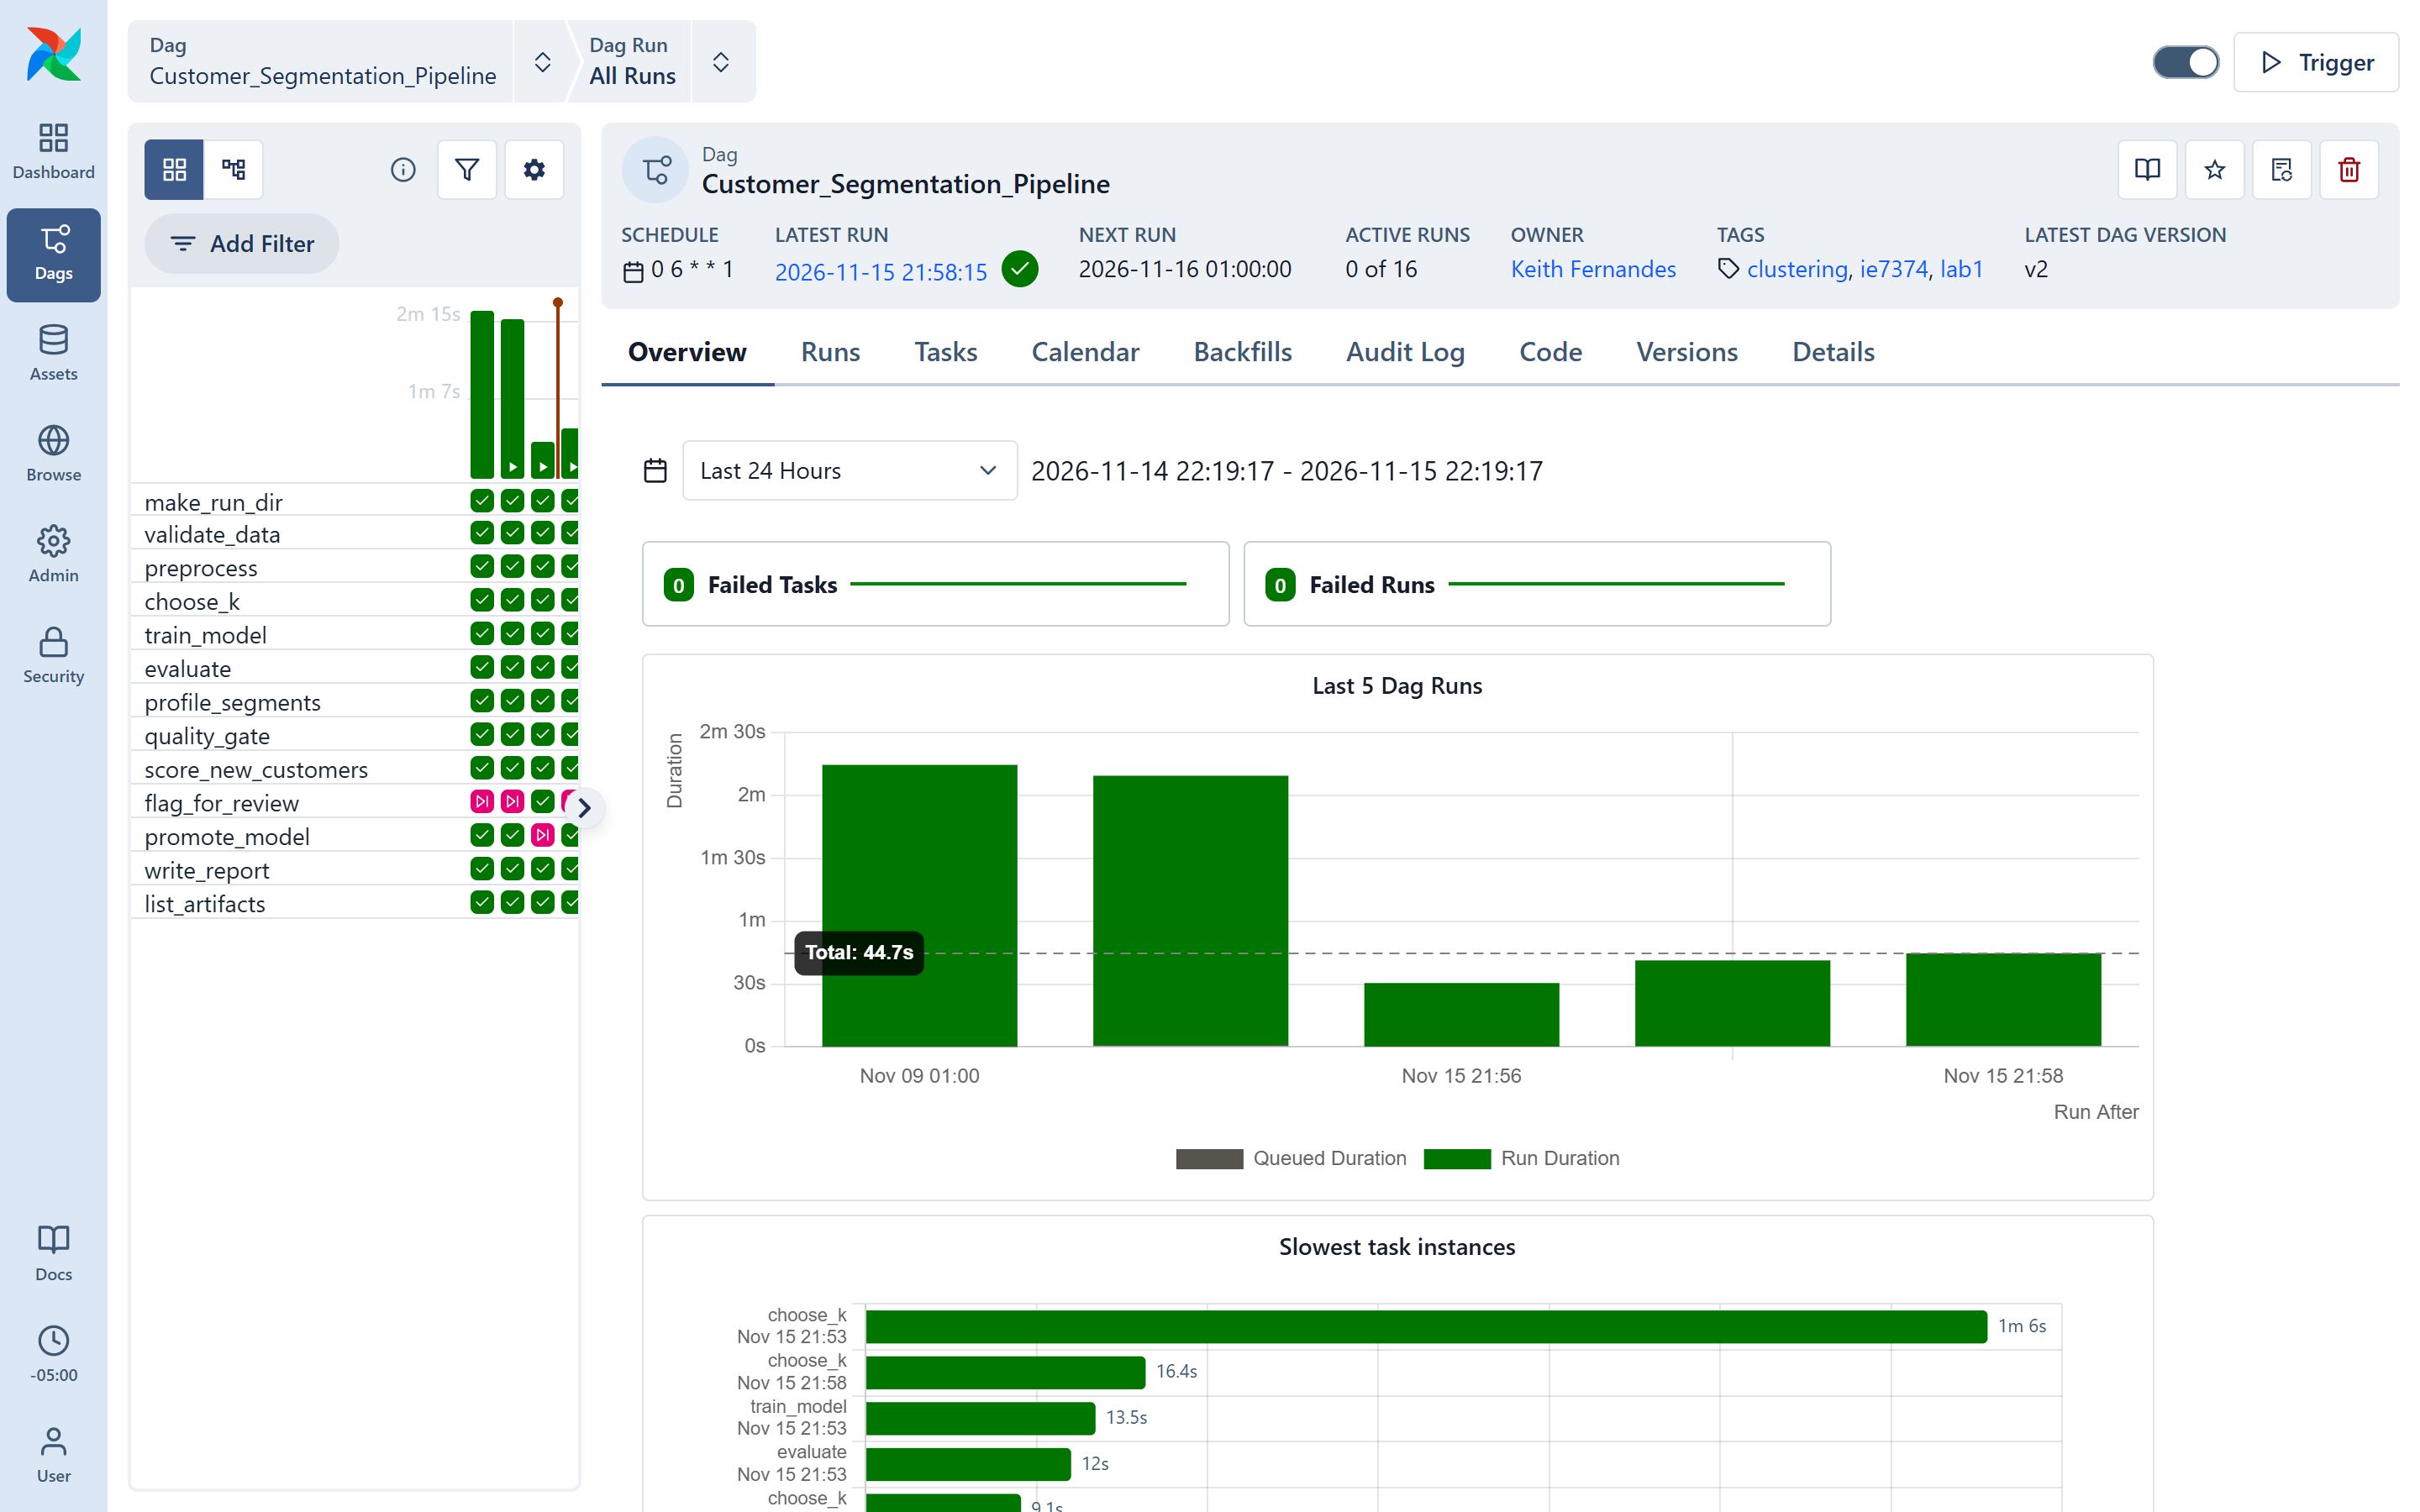 Dag
Customer_Segmentation_Pipeline
Dag Run
All Runs
Trigger
Dashboard
Dags
Assets
Browse
Admin
Security
Docs
-05:00
User
Add Filter
2m 15s
1m 7s
make_run_dir
validate_data
preprocess
choose_k
train_model
evaluate
profile_segments
quality_gate
score_new_customers
flag_for_review
promote_model
write_report
list_artifacts
Dag
Customer_Segmentation_Pipeline
SCHEDULE
0 6 * * 1
LATEST RUN
2026-11-15 21:58:15
NEXT RUN
2026-11-16 01:00:00
ACTIVE RUNS
0 of 16
OWNER
Keith Fernandes
TAGS
clustering, ie7374, lab1
LATEST DAG VERSION
v2
Overview
Runs
Tasks
Calendar
Backfills
Audit Log
Code
Versions
Details
Last 24 Hours
2026-11-14 22:19:17 - 2026-11-15 22:19:17
0 Failed Tasks
0 Failed Runs
Last 5 Dag Runs
Duration
2m 30s
2m
1m 30s
1m
30s
0s
Total: 44.7s
Nov 09 01:00
Nov 15 21:56
Nov 15 21:58
Run After
Queued Duration
Run Duration
Slowest task instances
choose_k
Nov 15 21:53
1m 6s
choose_k
Nov 15 21:58
16.4s
train_model
Nov 15 21:53
13.5s
evaluate
Nov 15 21:53
12s
choose_k
9.1s